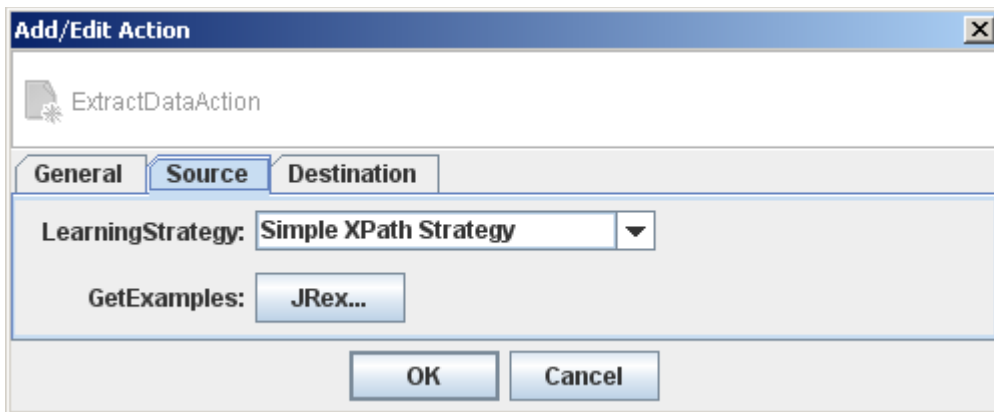 Add/Edit Action
ExtractDataAction
General Source Destination
LearningStrategy: Simple XPath Strategy
GetExamples: JRex...
OK Cancel